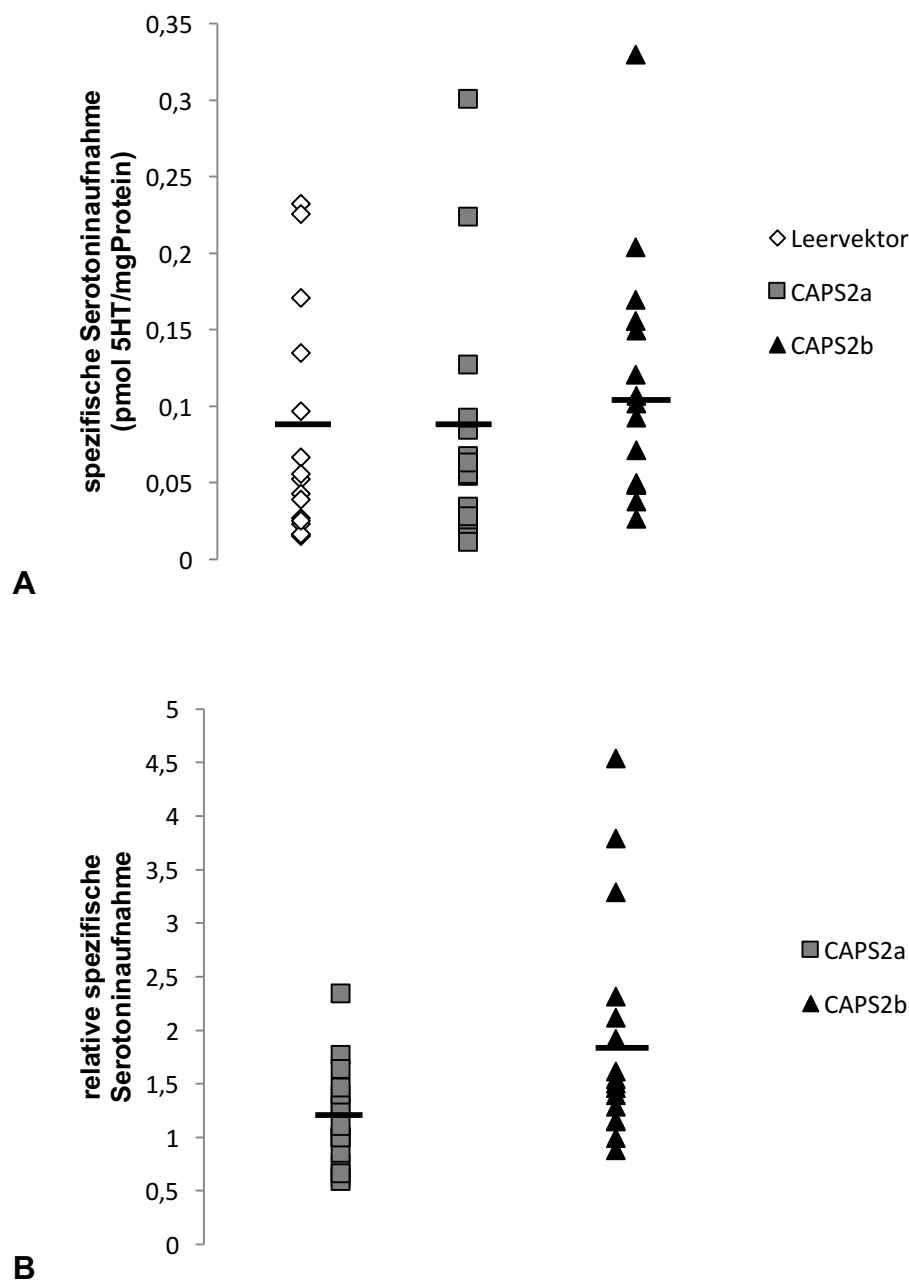 0,35
0,3
0,25
0,2
0,15
0,1
0,05
0
spezifische Serotoninaufnahme
(pmol 5HT/mgProtein)
Leervektor
CAPS2a
CAPS2b
A
5
4,5
4
3,5
3
2,5
2
1,5
1
0,5
0
relative spezifische
Serotoninaufnahme
CAPS2a
CAPS2b
B